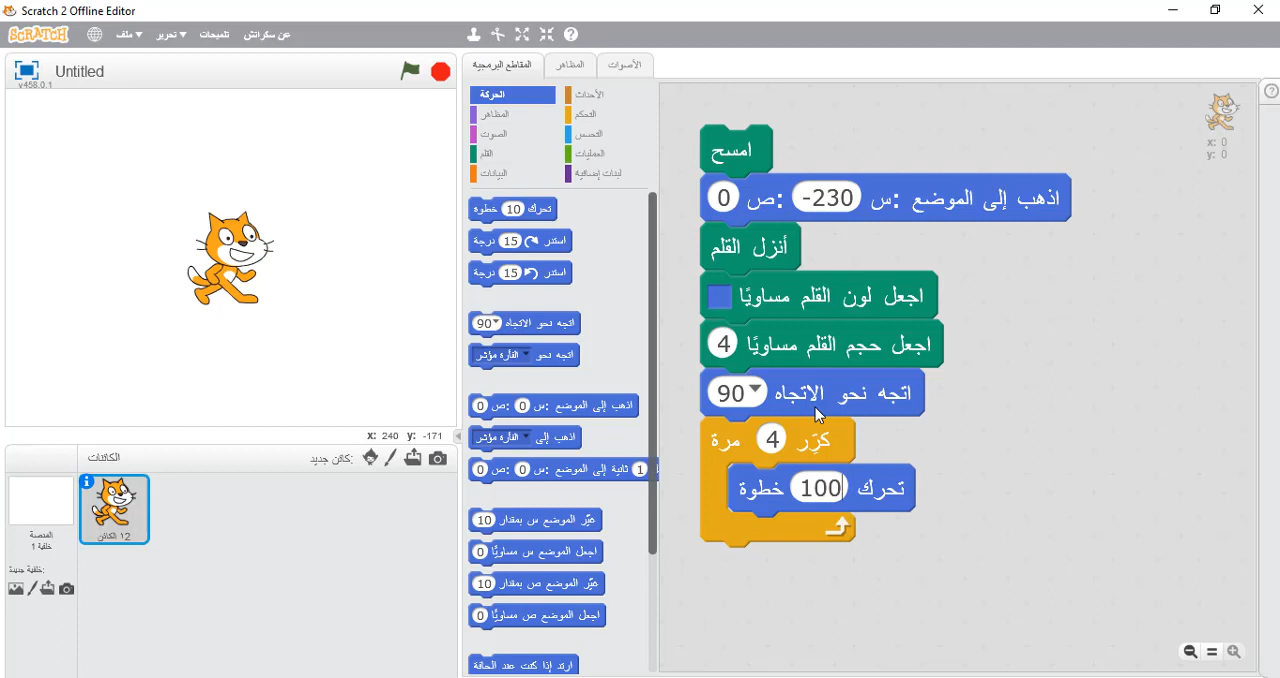 Scratch 2 Offline Editor
SCRATCH
ملف
تحرير
تلميحات
عن سكراتش
Untitled
v458.0.1
x: 240 y: -171
الكائنات
كائن جديد:
المنصة
خلفية 1
خلفية جديدة:
الكائن 12
المقاطع البرمجية
المظاهر
الأصوات
الحركة
الأحداث
المظاهر
التحكم
الصوت
التحسس
القلم
العمليات
البيانات
لبنات إضافية
تحرك 10 خطوة
استدر 15 درجة
استدر 15 درجة
اتجه نحو الاتجاه 90
اتجه نحو الفأرة مؤشر
اذهب إلى الموضع س: 0 ص: 0
اذهب إلى الفأرة مؤشر
1 ثانية إلى الموضع س: 0 ص: 0
غيّر الموضع س بمقدار 10
اجعل الموضع س مساويًا 0
غيّر الموضع ص بمقدار 10
اجعل الموضع ص مساويًا 0
ارتد إذا كنت عند الحافة
امسح
اذهب إلى الموضع س: -230 ص: 0
أنزل القلم
اجعل لون القلم مساويًا
اجعل حجم القلم مساويًا 4
اتجه نحو الاتجاه 90
كرّر 4 مرة
تحرك 100 خطوة
x: 0
y: 0